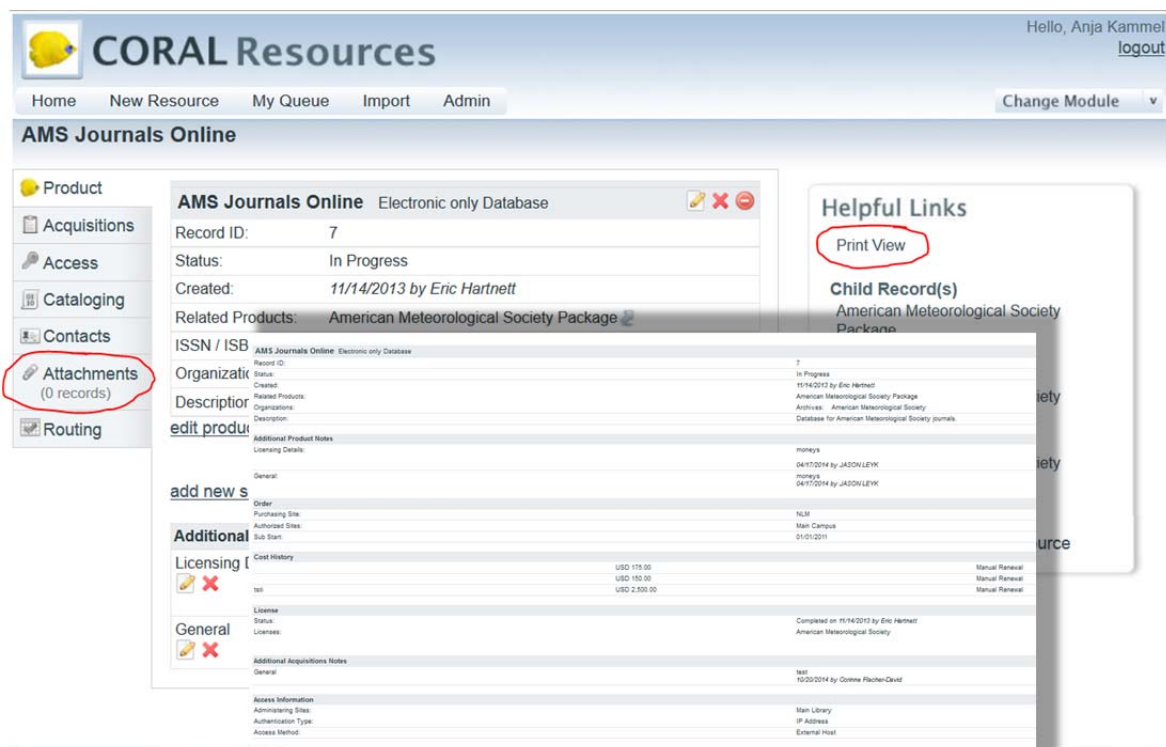 Hello, Anja Kammel
logout
CORAL Resources
Home New Resource My Queue Import Admin
Change Module v
AMS Journals Online
Product
Acquisitions
Access
Cataloging
Contacts
Attachments
(0 records)
Routing
AMS Journals Online Electronic only Database
Record ID: 7
Status: In Progress
Created: 11/14/2013 by Eric Hartnett
Related Products: American Meteorological Society Package
ISSN / ISB
Organizatio
Description
edit produ
add new s
Additional
Licensing D
General
Helpful Links
Print View
Child Record(s)
American Meteorological Society
Package
iety
iety
urce
AMS Journals Online Electronic only Database
Record ID: 7
Status: In Progress
Created: 11/14/2013 by Eric Hartnett
Related Products: American Meteorological Society Package
Organizations: Archives: American Meteorological Society
Description: Database for American Meteorological Society journals.
Additional Product Notes
Licensing Details: moneys
04/17/2014 by JASON LEYK
General: moneys
04/17/2014 by JASON LEYK
Order
Purchasing Site: NLM
Authorized Sites: Main Campus
Sub Start: 01/01/2011
Cost History
USD 175.00 Manual Renewal
USD 150.00 Manual Renewal
USD 2,500.00 Manual Renewal
License
Status: Completed on 11/14/2013 by Eric Hartnett
Licenses: American Meteorological Society
Additional Acquisitions Notes
General test
10/20/2014 by Corinne Flecher-David
Access Information
Administering Sites: Main Library
Authentication Type: IP Address
Access Method: External Host